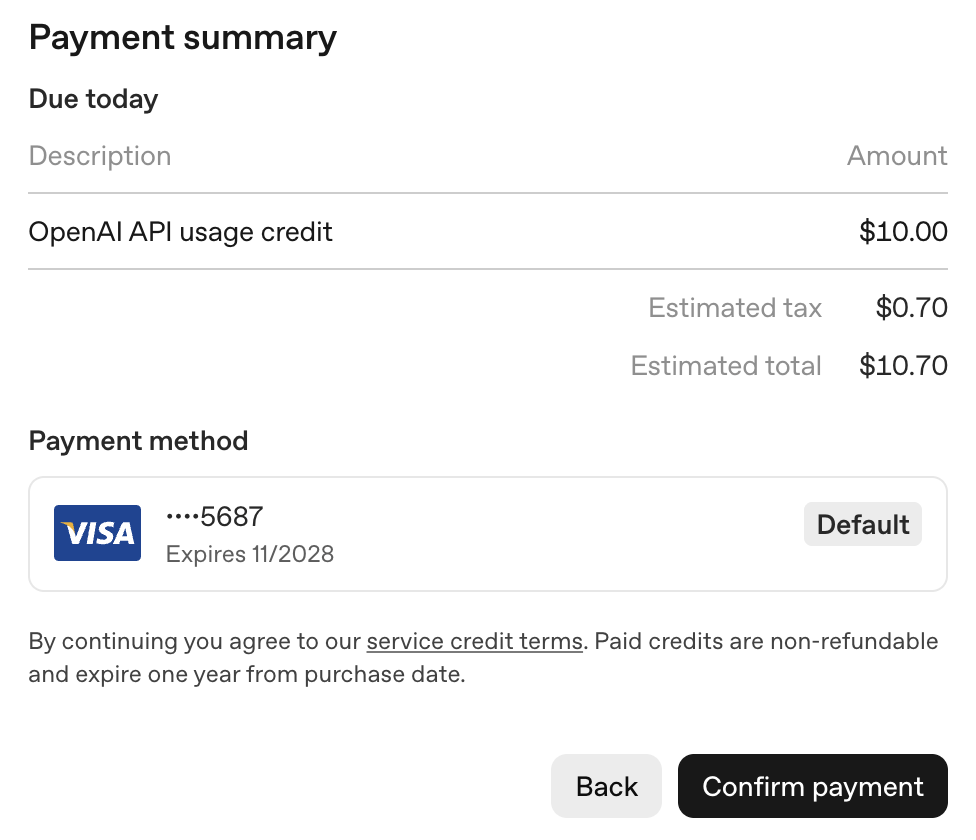 Payment summary
Due today
Description Amount
OpenAI API usage credit $10.00
Estimated tax $0.70
Estimated total $10.70
Payment method
VISA ····5687 Default
Expires 11/2028
By continuing you agree to our service credit terms. Paid credits are non-refundable
and expire one year from purchase date.
Back Confirm payment